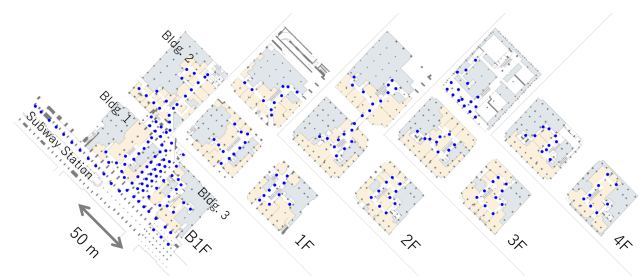 Bldg. 2
Bldg. 1
Subway Station
Bldg. 3
50 m
B1F
1F
2F
3F
4F